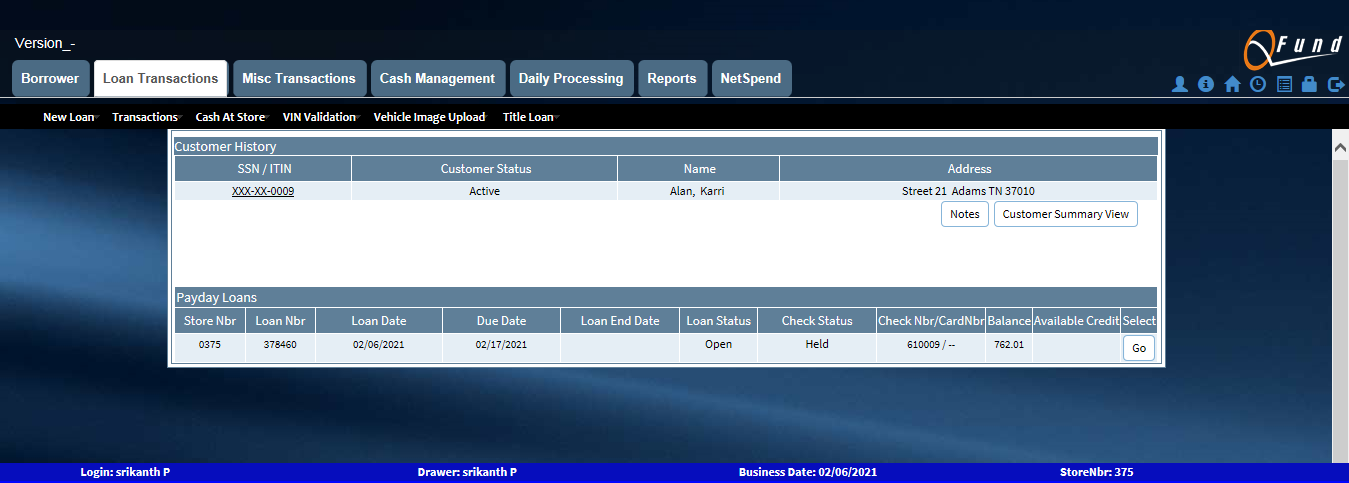 Version_-
Fund
Borrower Loan Transactions Misc Transactions Cash Management Daily Processing Reports NetSpend
New Loan Transactions Cash At Store VIN Validation Vehicle Image Upload Title Loan
Customer History
SSN / ITIN Customer Status Name Address
XXX-XX-0009 Active Alan, Karri Street 21 Adams TN 37010
Notes Customer Summary View
Payday Loans
Store Nbr Loan Nbr Loan Date Due Date Loan End Date Loan Status Check Status Check Nbr/CardNbr Balance Available Credit Select
0375 378460 02/06/2021 02/17/2021 Open Held 610009 / -- 762.01 Go
Login: srikanth P Drawer: srikanth P Business Date: 02/06/2021 StoreNbr: 375